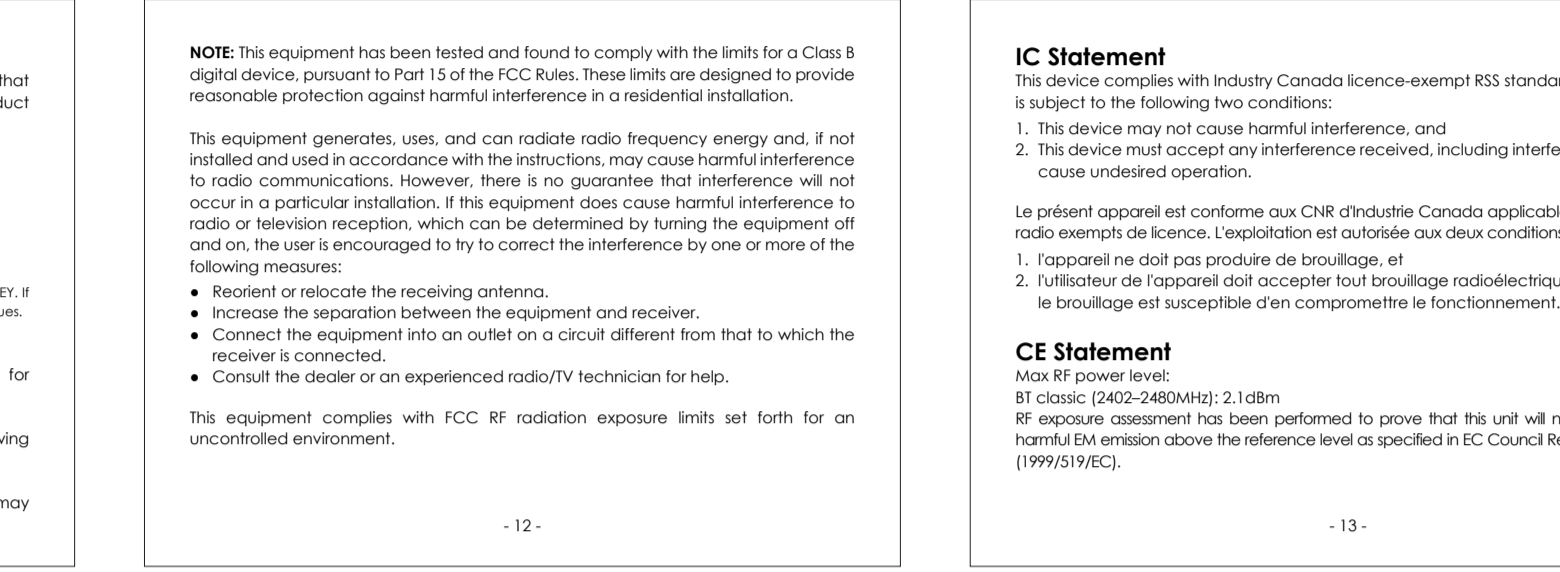 that
duct
EY. If
ues.
for
ving
may
NOTE: This equipment has been tested and found to comply with the limits for a Class B
digital device, pursuant to Part 15 of the FCC Rules. These limits are designed to provide
reasonable protection against harmful interference in a residential installation.
This equipment generates, uses, and can radiate radio frequency energy and, if not
installed and used in accordance with the instructions, may cause harmful interference
to radio communications. However, there is no guarantee that interference will not
occur in a particular installation. If this equipment does cause harmful interference to
radio or television reception, which can be determined by turning the equipment off
and on, the user is encouraged to try to correct the interference by one or more of the
following measures:
● Reorient or relocate the receiving antenna.
● Increase the separation between the equipment and receiver.
● Connect the equipment into an outlet on a circuit different from that to which the
receiver is connected.
● Consult the dealer or an experienced radio/TV technician for help.
This equipment complies with FCC RF radiation exposure limits set forth for an
uncontrolled environment.
- 12 -
IC Statement
This device complies with Industry Canada licence-exempt RSS standar
is subject to the following two conditions:
1. This device may not cause harmful interference, and
2. This device must accept any interference received, including interfe
cause undesired operation.
Le présent appareil est conforme aux CNR d'Industrie Canada applicabl
radio exempts de licence. L'exploitation est autorisée aux deux conditions
1. l'appareil ne doit pas produire de brouillage, et
2. l'utilisateur de l'appareil doit accepter tout brouillage radioélectriqu
le brouillage est susceptible d'en compromettre le fonctionnement.
CE Statement
Max RF power level:
BT classic (2402–2480MHz): 2.1dBm
RF exposure assessment has been performed to prove that this unit will n
harmful EM emission above the reference level as specified in EC Council Re
(1999/519/EC).
- 13 -